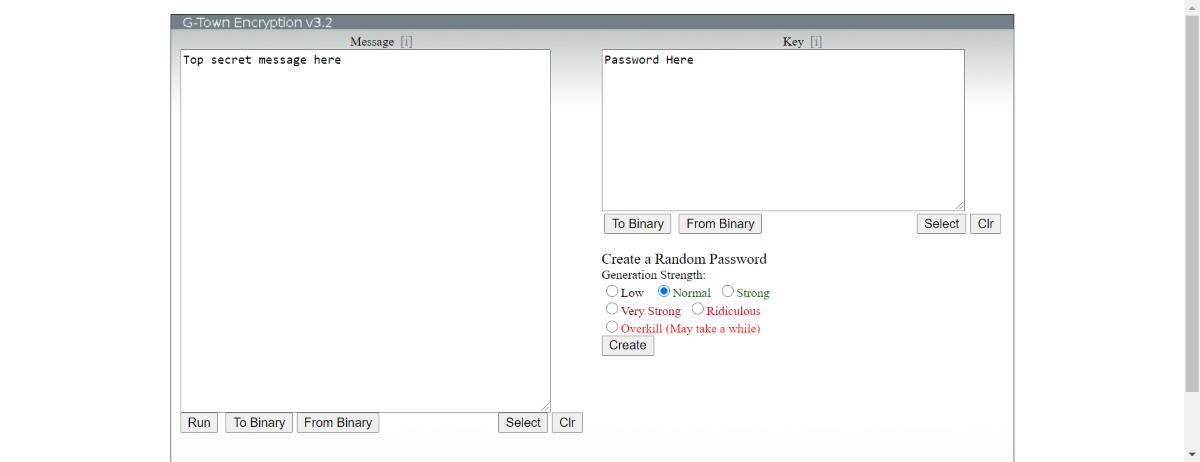 G-Town Encryption v3.2
Message [i]
Top secret message here
Run To Binary From Binary Select Clr
Key [i]
Password Here
To Binary From Binary Select Clr
Create a Random Password
Generation Strength:
Low Normal Strong
Very Strong Ridiculous
Overkill (May take a while)
Create